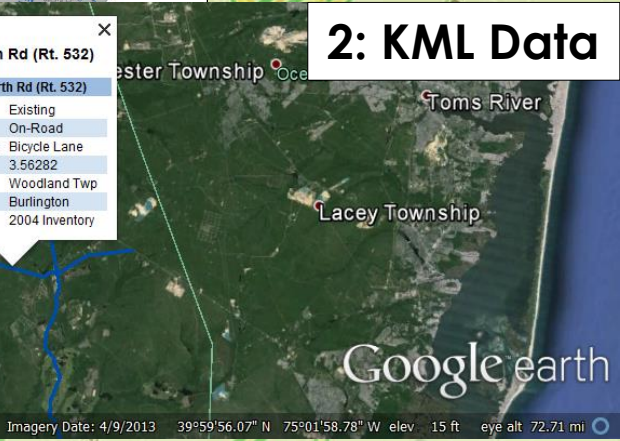 2: KML Data
Rd (Rt. 532)
Rd (Rt. 532)
Existing
On-Road
Bicycle Lane
3.56282
Woodland Twp
Burlington
2004 Inventory
Township
Toms River
Lacey Township
Google earth
Imagery Date: 4/9/2013 39°59'56.07" N 75°01'58.78" W elev 15 ft eye alt 72.71 mi